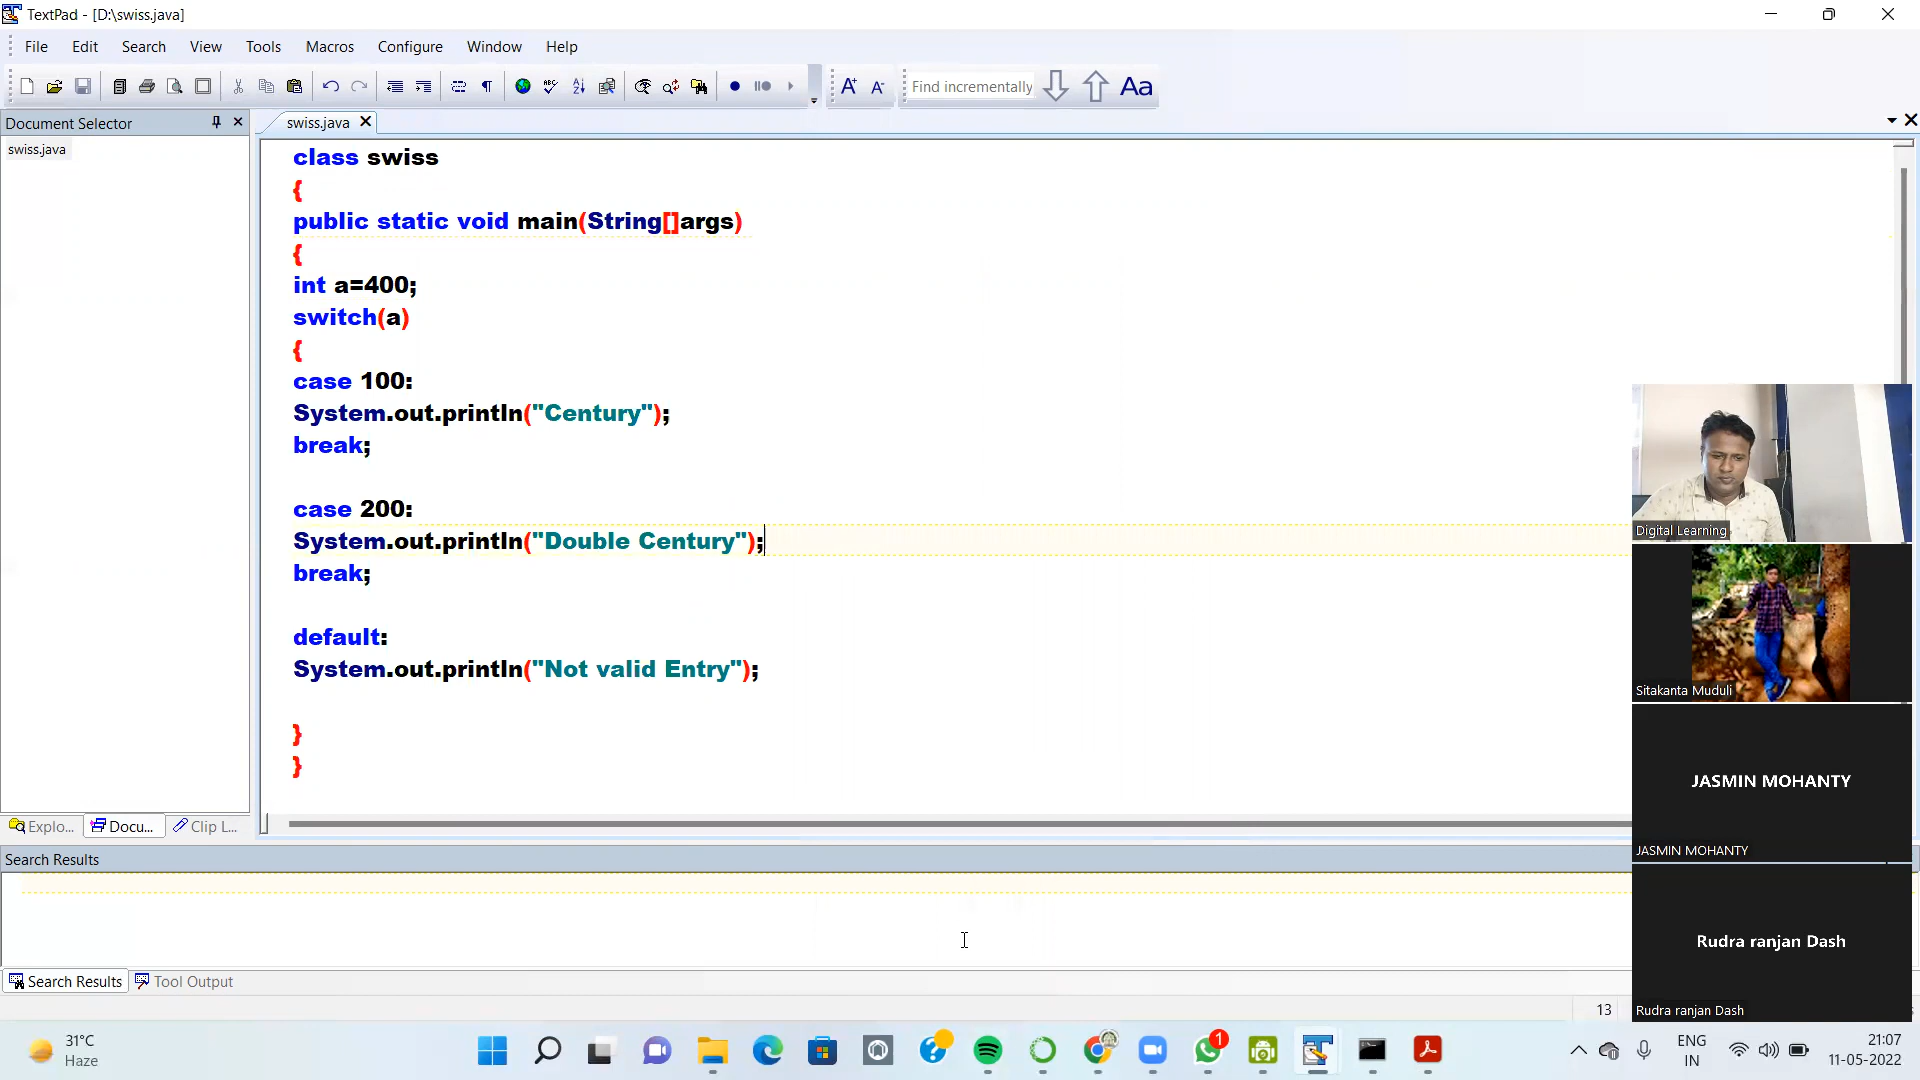 TextPad - [D:\swiss.java]
File Edit Search View Tools Macros Configure Window Help
Find incrementally
Document Selector
swiss.java
swiss.java
class swiss
{
public static void main(String[]args)
{
int a=400;
switch(a)
{
case 100:
System.out.println("Century");
break;
case 200:
System.out.println("Double Century");
break;
default:
System.out.println("Not valid Entry");
}
}
Digital Learning
Sitakanta Muduli
JASMIN MOHANTY
JASMIN MOHANTY
Rudra ranjan Dash
Rudra ranjan Dash
Explo... Docu... Clip L...
Search Results
Search Results Tool Output
13
31°C
Haze
1
ENG
IN
21:07
11-05-2022